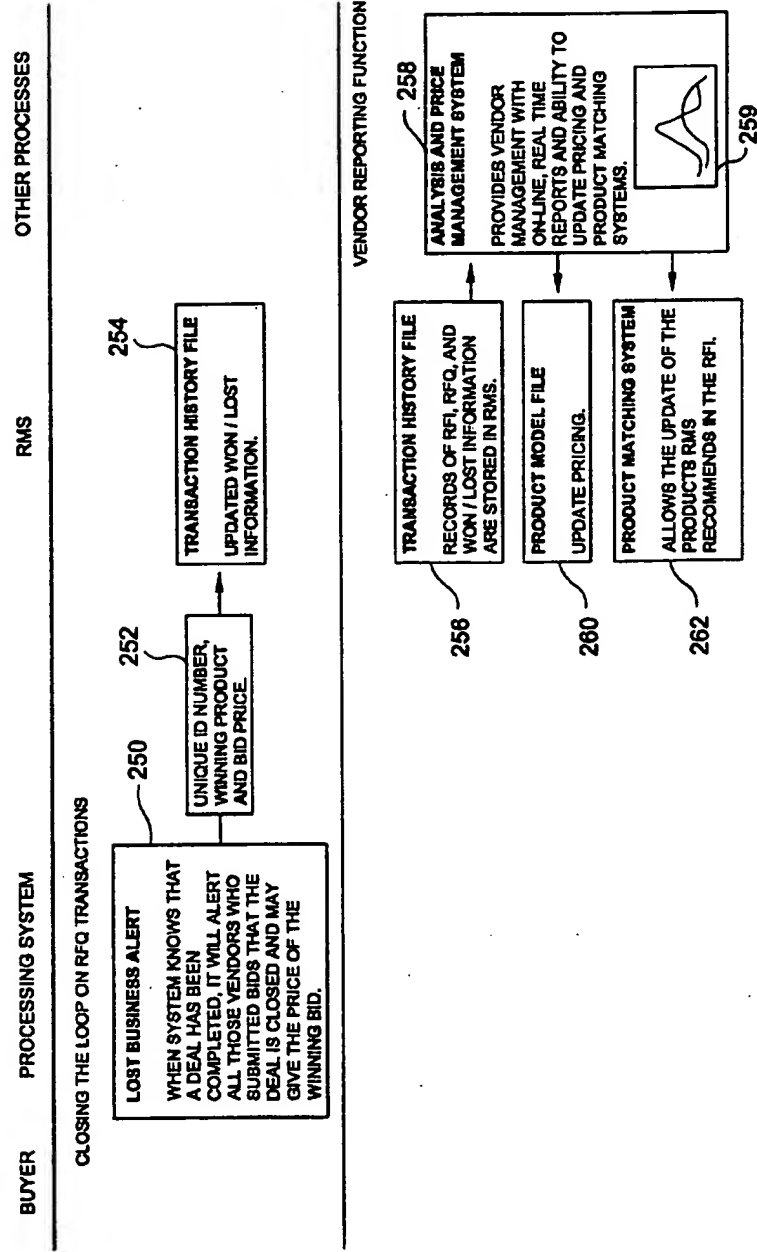 BUYER PROCESSING SYSTEM RMS OTHER PROCESSES
CLOSING THE LOOP ON RFQ TRANSACTIONS
250
LOST BUSINESS ALERT
WHEN SYSTEM KNOWS THAT
A DEAL HAS BEEN
COMPLETED, IT WILL ALERT
ALL THOSE VENDORS WHO
SUBMITTED BIDS THAT THE
DEAL IS CLOSED AND MAY
GIVE THE PRICE OF THE
WINNING BID.
252
UNIQUE ID NUMBER,
WINNING PRODUCT
AND BID PRICE.
254
TRANSACTION HISTORY FILE
UPDATED WON / LOST
INFORMATION.
VENDOR REPORTING FUNCTION
256
TRANSACTION HISTORY FILE
RECORDS OF RFI, RFQ, AND
WON / LOST INFORMATION
ARE STORED IN RMS.
260
PRODUCT MODEL FILE
UPDATE PRICING.
262
PRODUCT MATCHING SYSTEM
ALLOWS THE UPDATE OF THE
PRODUCTS RMS
RECOMMENDS IN THE RFI.
258
ANALYSIS AND PRICE
MANAGEMENT SYSTEM
PROVIDES VENDOR
MANAGEMENT WITH
ON-LINE, REAL TIME
REPORTS AND ABILITY TO
UPDATE PRICING AND
PRODUCT MATCHING
SYSTEMS.
259